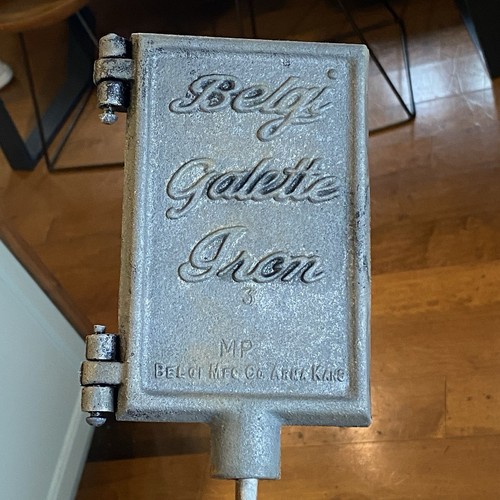 Belgi
Galette
Iron
3
MP
BELGI MFG CO. ARMA KANS